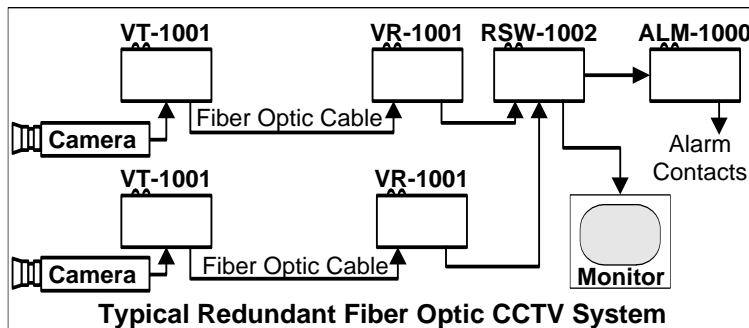 VT-1001 VR-1001 RSW-1002 ALM-1000
Fiber Optic Cable
Camera
Alarm
Contacts
VT-1001 VR-1001
Fiber Optic Cable
Camera
Monitor
Typical Redundant Fiber Optic CCTV System